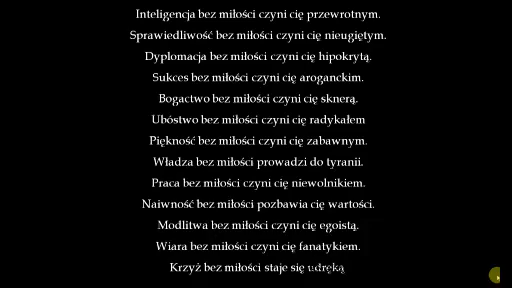 Inteligencja bez miłości czyni cię przewrotnym.
Sprawiedliwość bez miłości czyni cię nieugiętym.
Dyplomacja bez miłości czyni cię hipokrytą.
Sukces bez miłości czyni cię aroganckim.
Bogactwo bez miłości czyni cię sknerą.
Ubóstwo bez miłości czyni cię radykałem
Piękność bez miłości czyni cię zabawnym.
Władza bez miłości prowadzi do tyranii.
Praca bez miłości czyni cię niewolnikiem.
Naiwność bez miłości pozbawia cię wartości.
Modlitwa bez miłości czyni cię egoistą.
Wiara bez miłości czyni cię fanatykiem.
Krzyż bez miłości staje się udręką